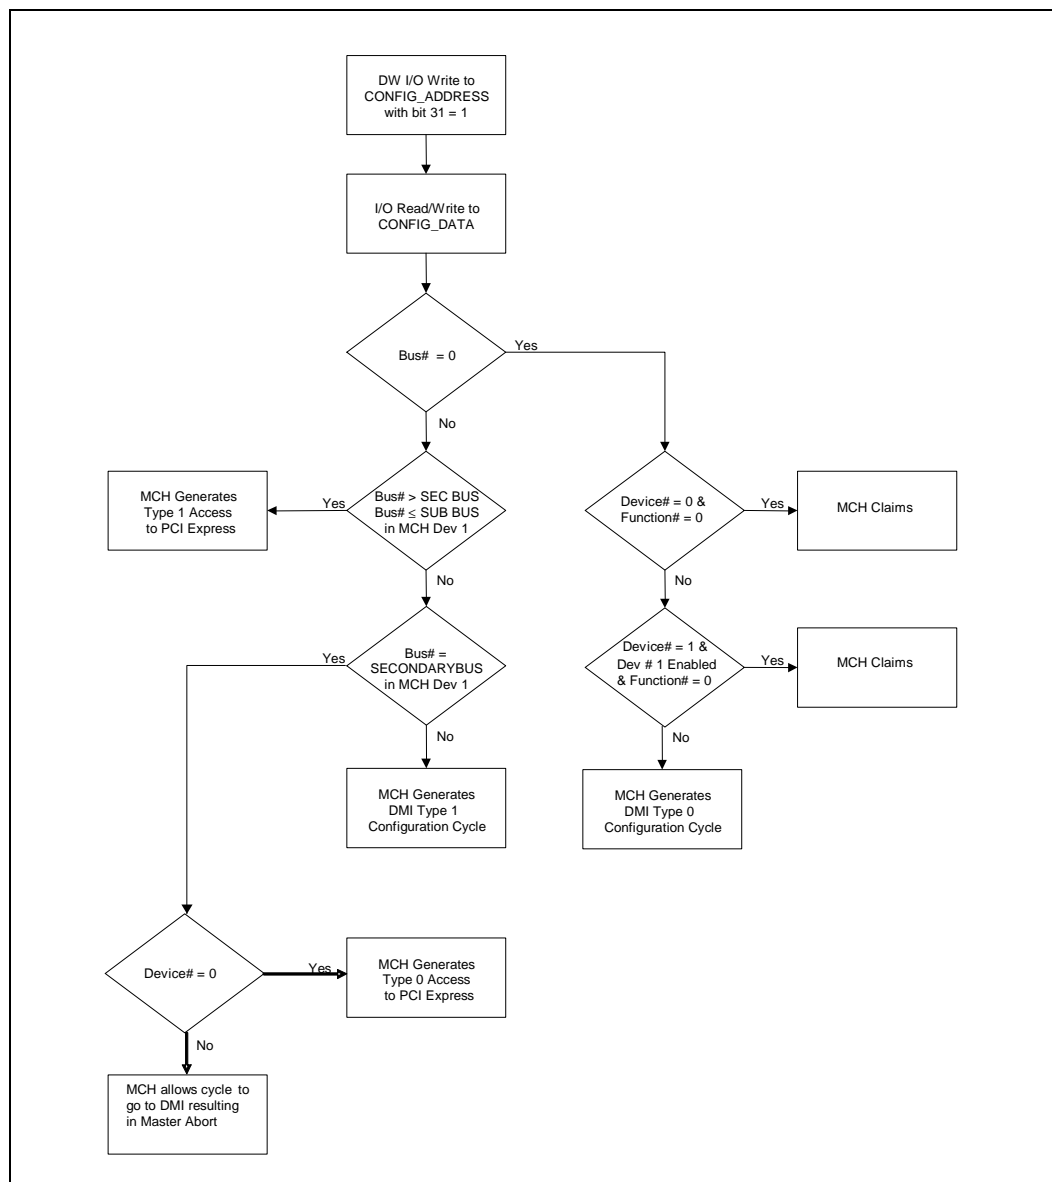 DW I/O Write to
CONFIG_ADDRESS
with bit 31 = 1
I/O Read/Write to
CONFIG_DATA
Bus# = 0
Yes
No
Bus# > SEC BUS
Bus# ≤ SUB BUS
in MCH Dev 1
Yes
MCH Generates
Type 1 Access
to PCI Express
Device# = 0 &
Function# = 0
Yes
MCH Claims
No
No
Bus# =
SECONDARYBUS
in MCH Dev 1
Yes
Device# = 1 &
Dev # 1 Enabled
& Function# = 0
Yes
MCH Claims
No
No
MCH Generates
DMI Type 1
Configuration Cycle
MCH Generates
DMI Type 0
Configuration Cycle
Device# = 0
Yes
MCH Generates
Type 0 Access
to PCI Express
No
MCH allows cycle to
go to DMI resulting
in Master Abort